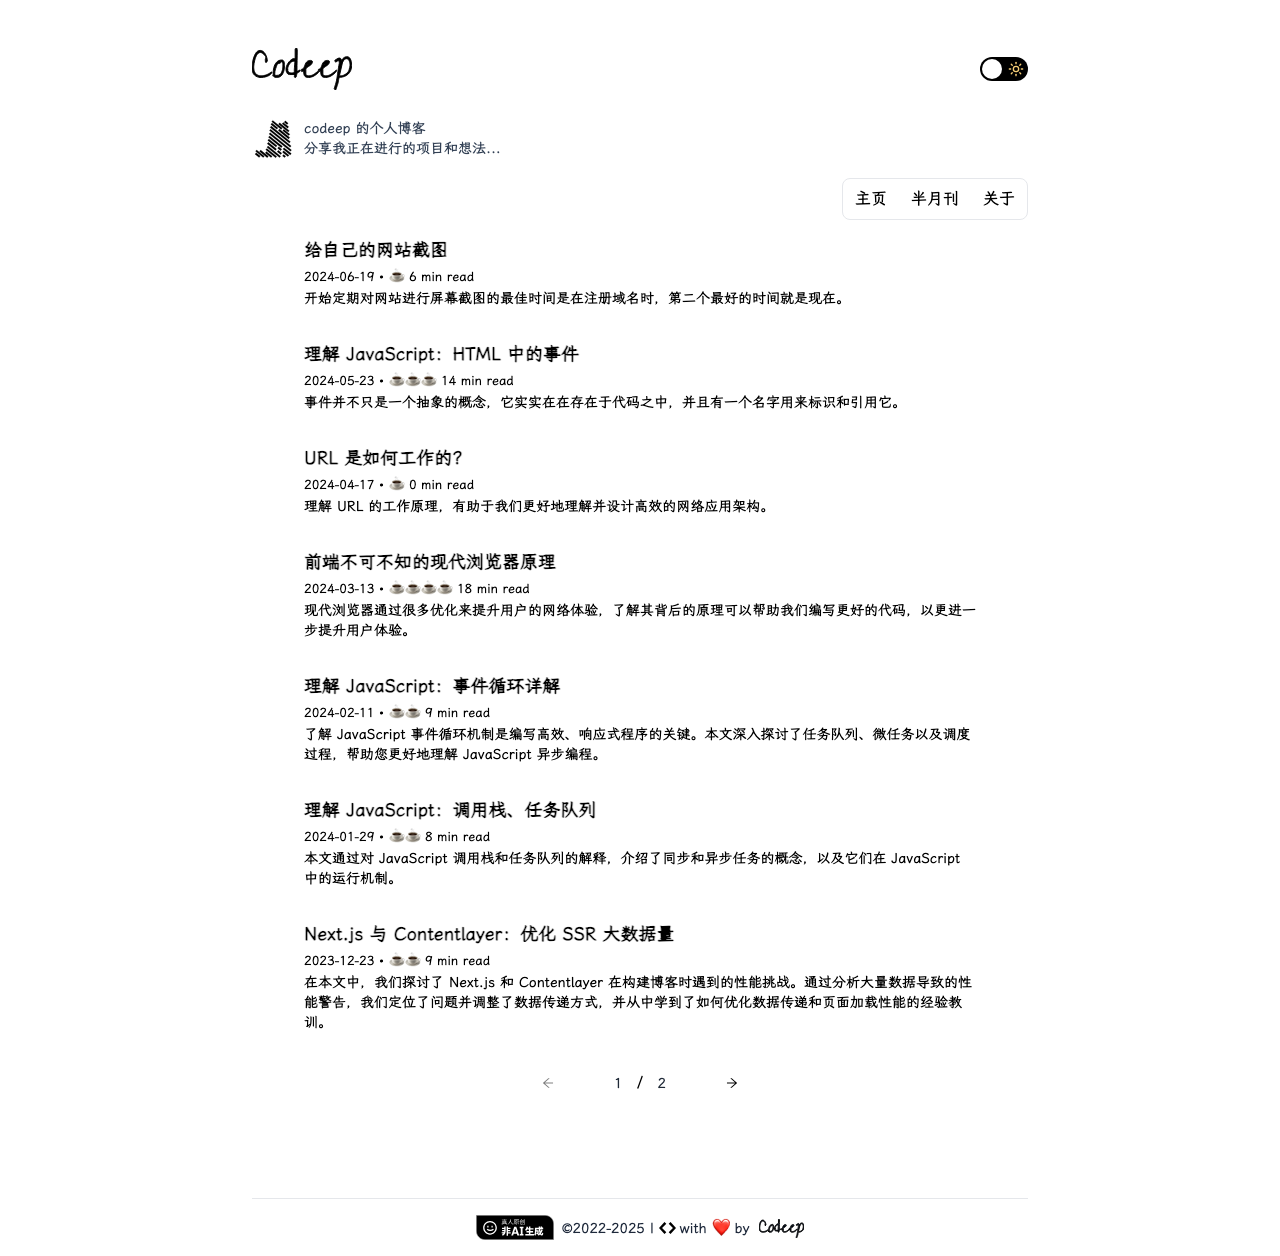 Codeep
codeep 的个人博客
分享我正在进行的项目和想法...
主页 半月刊 关于
给自己的网站截图
2024-06-19 • ☕ 6 min read
开始定期对网站进行屏幕截图的最佳时间是在注册域名时，第二个最好的时间就是现在。
理解 JavaScript：HTML 中的事件
2024-05-23 • ☕☕☕ 14 min read
事件并不只是一个抽象的概念，它实实在在存在于代码之中，并且有一个名字用来标识和引用它。
URL 是如何工作的？
2024-04-17 • ☕ 0 min read
理解 URL 的工作原理，有助于我们更好地理解并设计高效的网络应用架构。
前端不可不知的现代浏览器原理
2024-03-13 • ☕☕☕☕ 18 min read
现代浏览器通过很多优化来提升用户的网络体验，了解其背后的原理可以帮助我们编写更好的代码，以更进一
步提升用户体验。
理解 JavaScript：事件循环详解
2024-02-11 • ☕☕ 9 min read
了解 JavaScript 事件循环机制是编写高效、响应式程序的关键。本文深入探讨了任务队列、微任务以及调度
过程，帮助您更好地理解 JavaScript 异步编程。
理解 JavaScript：调用栈、任务队列
2024-01-29 • ☕☕ 8 min read
本文通过对 JavaScript 调用栈和任务队列的解释，介绍了同步和异步任务的概念，以及它们在 JavaScript
中的运行机制。
Next.js 与 Contentlayer：优化 SSR 大数据量
2023-12-23 • ☕☕ 9 min read
在本文中，我们探讨了 Next.js 和 Contentlayer 在构建博客时遇到的性能挑战。通过分析大量数据导致的性
能警告，我们定位了问题并调整了数据传递方式，并从中学到了如何优化数据传递和页面加载性能的经验教
训。
1 / 2
真人原创
非AI生成
©2022-2025 | <> with ❤️ by Codeep